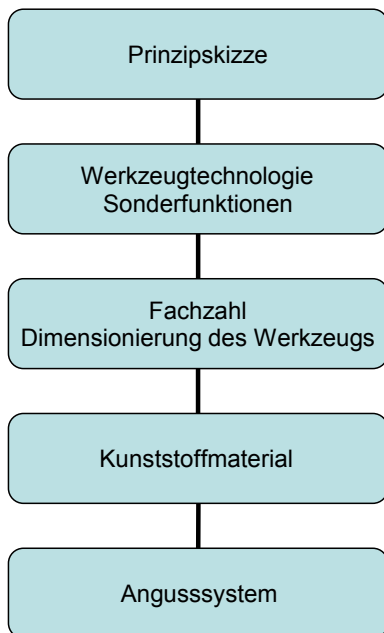 Prinzipskizze
Werkzeugtechnologie
Sonderfunktionen
Fachzahl
Dimensionierung des Werkzeugs
Kunststoffmaterial
Angusssystem